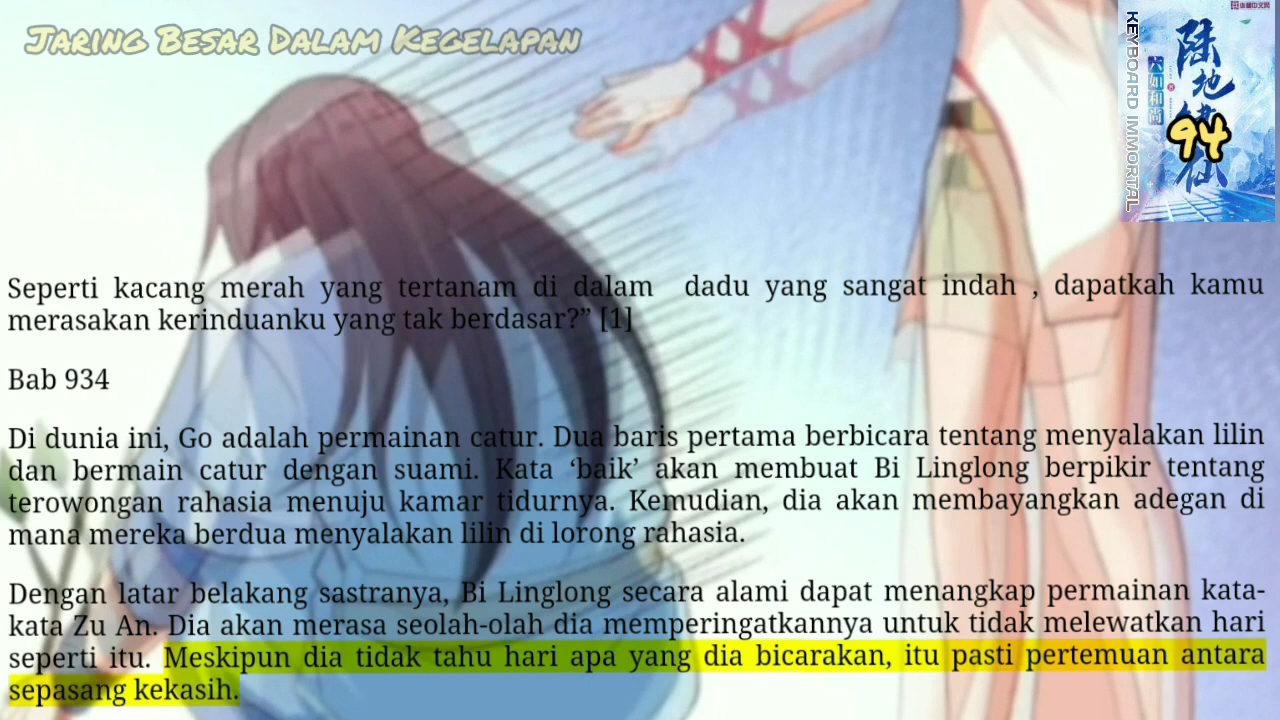 Jaring Besar Dalam Kegelapan
KEYBOARD IMMORTAL
陆地键仙
94
Seperti kacang merah yang tertanam di dalam dadu yang sangat indah , dapatkah kamu
merasakan kerinduanku yang tak berdasar?” [1]
Bab 934
Di dunia ini, Go adalah permainan catur. Dua baris pertama berbicara tentang menyalakan lilin
dan bermain catur dengan suami. Kata ‘baik’ akan membuat Bi Linglong berpikir tentang
terowongan rahasia menuju kamar tidurnya. Kemudian, dia akan membayangkan adegan di
mana mereka berdua menyalakan lilin di lorong rahasia.
Dengan latar belakang sastranya, Bi Linglong secara alami dapat menangkap permainan kata-
kata Zu An. Dia akan merasa seolah-olah dia memperingatkannya untuk tidak melewatkan hari
seperti itu. Meskipun dia tidak tahu hari apa yang dia bicarakan, itu pasti pertemuan antara
sepasang kekasih.